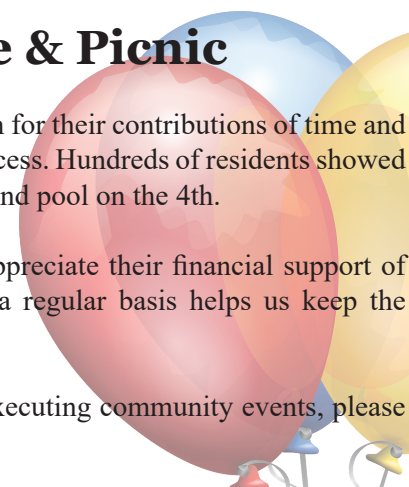 e & Picnic
n for their contributions of time and
cess. Hundreds of residents showed
nd pool on the 4th.
ppreciate their financial support of
a regular basis helps us keep the
xecuting community events, please